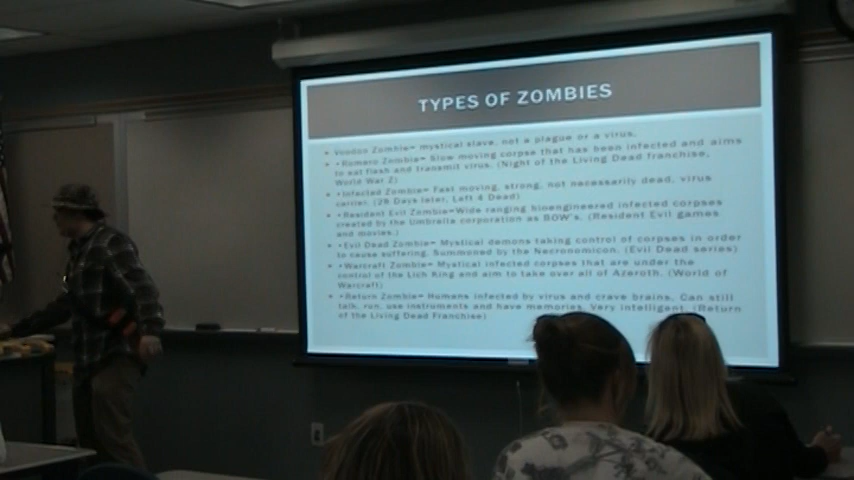 TYPES OF ZOMBIES
Voodoo Zombie= mystical slave, not a plague or a virus.
•Romero Zombie= Slow moving corpse that has been infected and aims
to eat flesh and transmit virus. (Night of the Living Dead franchise,
World War Z)
•Infected Zombie= Fast moving, strong, not necessarily dead, virus
carrier. (28 Days later, Left 4 Dead)
•Resident Evil Zombie=Wide ranging bioengineered infected corpses
created by the Umbrella corporation as BOW's. (Resident Evil games
and movies.)
•Evil Dead Zombie= Mystical demons taking control of corpses in order
to cause suffering. Summoned by the Necronomicon. (Evil Dead series)
•Warcraft Zombie= Mystical infected corpses that are under the
control of the Lich King and aim to take over all of Azeroth. (World of
Warcraft)
•Return Zombie= Humans infected by virus and crave brains. Can still
talk, run, use instruments and have memories. Very intelligent. (Return
of the Living Dead Franchise)